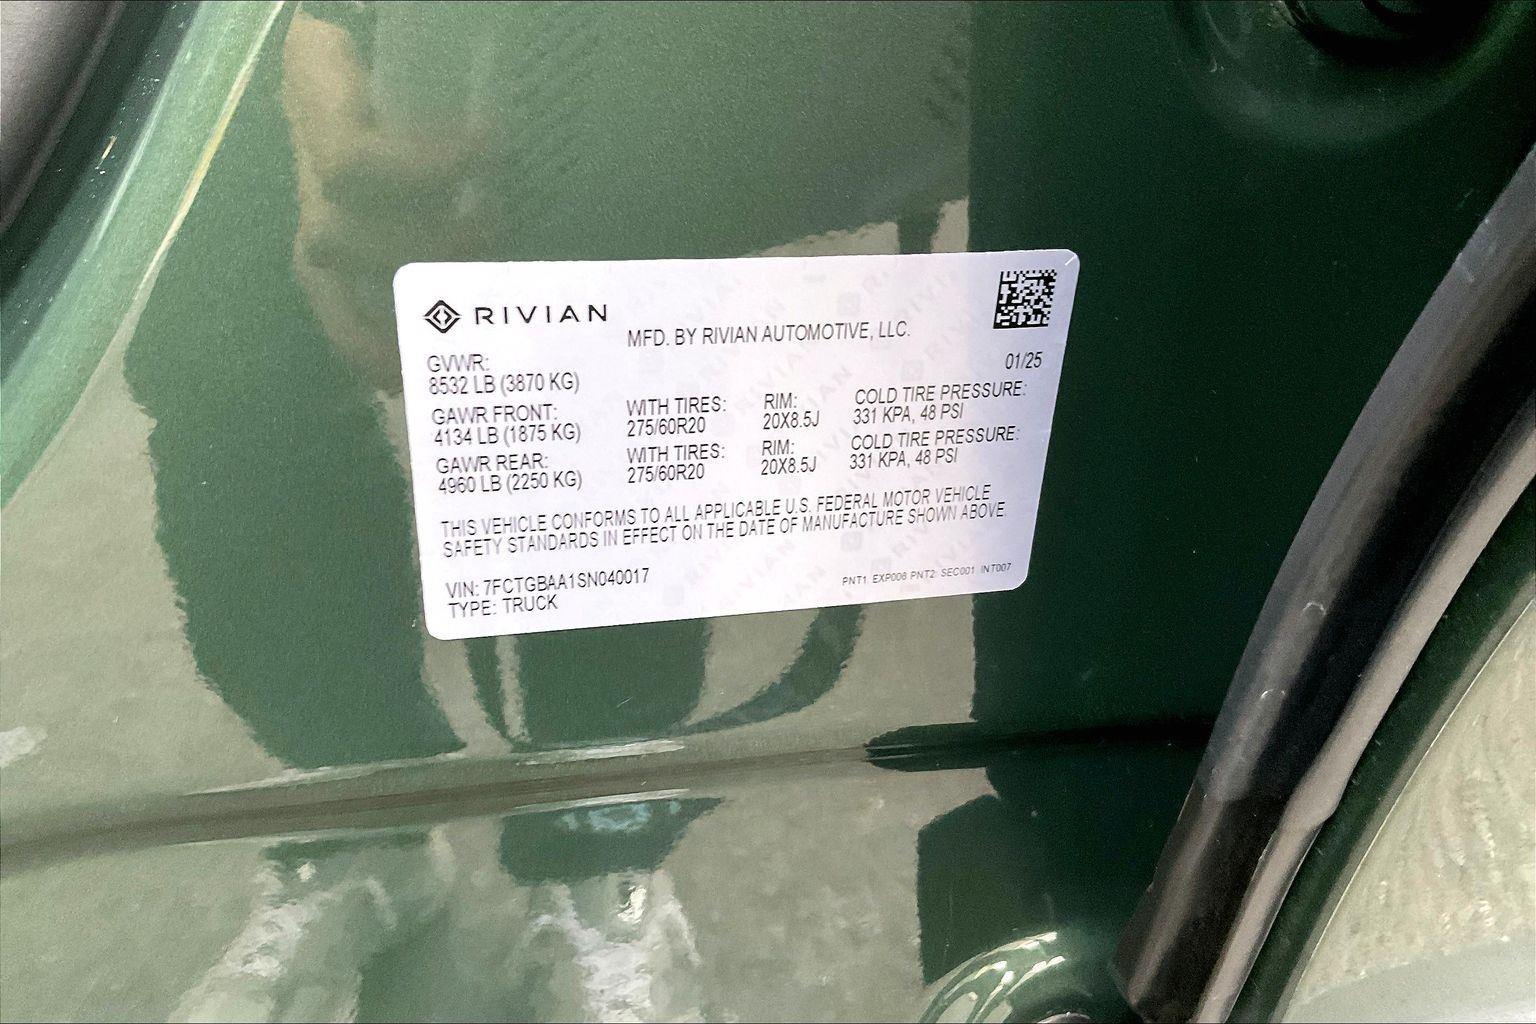 RIVIAN
MFD. BY RIVIAN AUTOMOTIVE, LLC.
01/25
GVWR:
8532 LB (3870 KG)
GAWR FRONT:
4134 LB (1875 KG)
WITH TIRES:
275/60R20
RIM:
20X8.5J
COLD TIRE PRESSURE:
331 KPA, 48 PSI
GAWR REAR:
4960 LB (2250 KG)
WITH TIRES:
275/60R20
RIM:
20X8.5J
COLD TIRE PRESSURE:
331 KPA, 48 PSI
THIS VEHICLE CONFORMS TO ALL APPLICABLE U.S. FEDERAL MOTOR VEHICLE
SAFETY STANDARDS IN EFFECT ON THE DATE OF MANUFACTURE SHOWN ABOVE
VIN: 7FCTGBAA1SN040017
TYPE: TRUCK
PNT1: EXP006 PNT2: SEC001 INT007